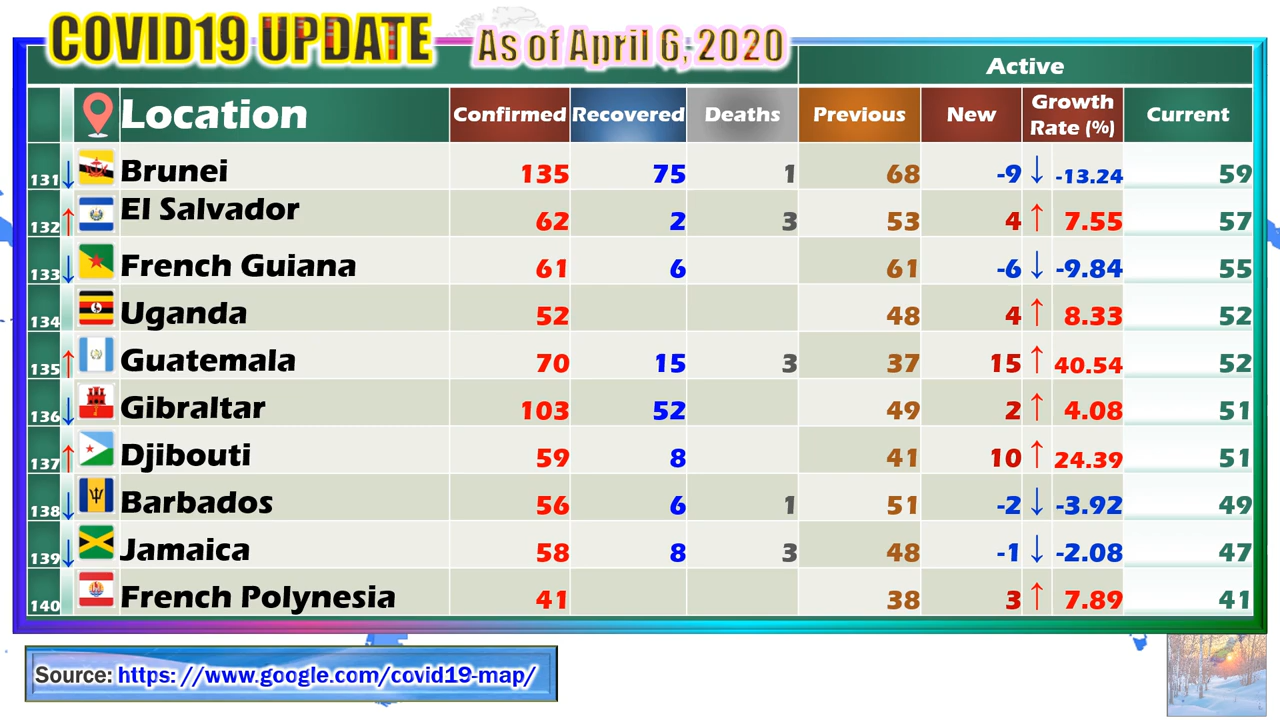 COVID19 UPDATE As of April 6, 2020
Active
Location Confirmed Recovered Deaths Previous New Growth Rate (%) Current
131 ↓ Brunei 135 75 1 68 -9 ↓ -13.24 59
132 ↑ El Salvador 62 2 3 53 4 ↑ 7.55 57
133 ↓ French Guiana 61 6 61 -6 ↓ -9.84 55
134 Uganda 52 48 4 ↑ 8.33 52
135 ↑ Guatemala 70 15 3 37 15 ↑ 40.54 52
136 ↓ Gibraltar 103 52 49 2 ↑ 4.08 51
137 ↑ Djibouti 59 8 41 10 ↑ 24.39 51
138 ↓ Barbados 56 6 1 51 -2 ↓ -3.92 49
139 ↓ Jamaica 58 8 3 48 -1 ↓ -2.08 47
140 French Polynesia 41 38 3 ↑ 7.89 41
Source: https: //www.google.com/covid19-map/